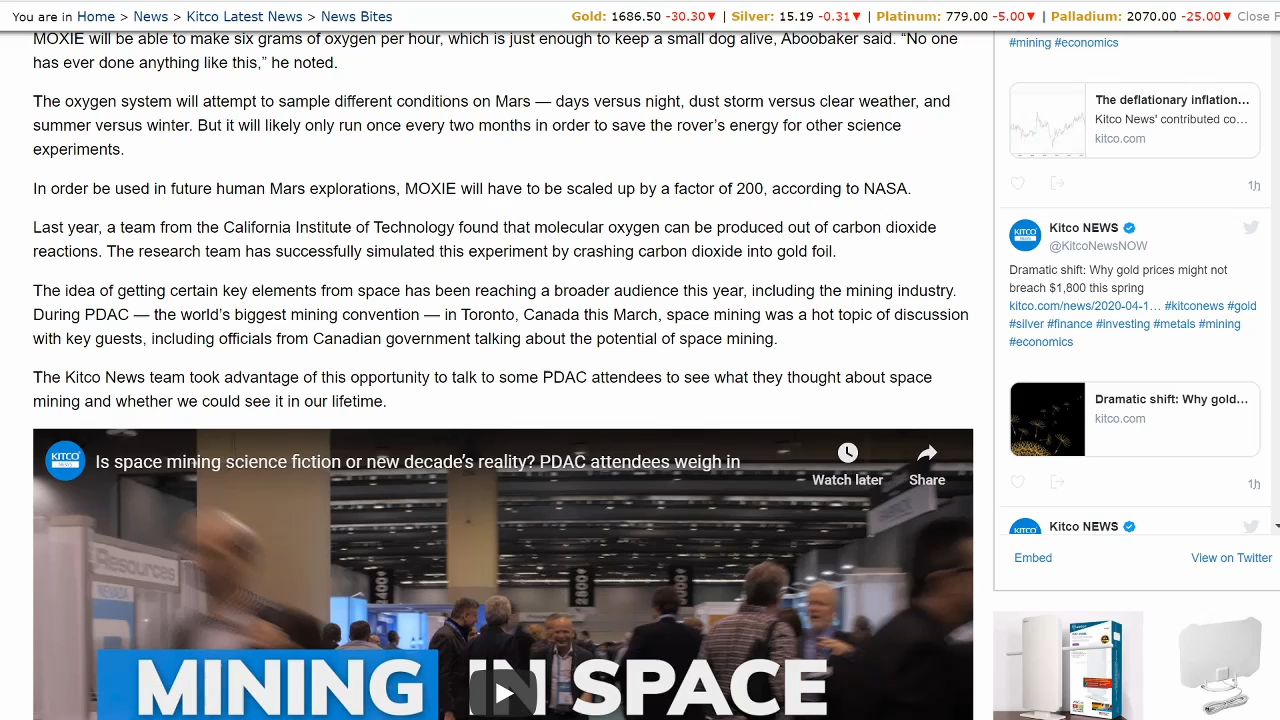 You are in Home > News > Kitco Latest News > News Bites
Gold: 1686.50 -30.30▼ | Silver: 15.19 -0.31▼ | Platinum: 779.00 -5.00▼ | Palladium: 2070.00 -25.00▼ Close
MOXIE will be able to make six grams of oxygen per hour, which is just enough to keep a small dog alive, Aboobaker said. “No one
has ever done anything like this,” he noted.
The oxygen system will attempt to sample different conditions on Mars — days versus night, dust storm versus clear weather, and
summer versus winter. But it will likely only run once every two months in order to save the rover’s energy for other science
experiments.
In order be used in future human Mars explorations, MOXIE will have to be scaled up by a factor of 200, according to NASA.
Last year, a team from the California Institute of Technology found that molecular oxygen can be produced out of carbon dioxide
reactions. The research team has successfully simulated this experiment by crashing carbon dioxide into gold foil.
The idea of getting certain key elements from space has been reaching a broader audience this year, including the mining industry.
During PDAC — the world’s biggest mining convention — in Toronto, Canada this March, space mining was a hot topic of discussion
with key guests, including officials from Canadian government talking about the potential of space mining.
The Kitco News team took advantage of this opportunity to talk to some PDAC attendees to see what they thought about space
mining and whether we could see it in our lifetime.
KITCO
NEWS
Is space mining science fiction or new decade’s reality? PDAC attendees weigh in
Watch later
Share
Resources
NEVADA
2400
2800
3000
MINING IN SPACE
#mining #economics
The deflationary inflation...
Kitco News' contributed co...
kitco.com
1h
KITCO
NEWS
Kitco NEWS
@KitcoNewsNOW
Dramatic shift: Why gold prices might not
breach $1,800 this spring
kitco.com/news/2020-04-1… #kitconews #gold
#silver #finance #investing #metals #mining
#economics
Dramatic shift: Why gold...
kitco.com
1h
KITCO
Kitco NEWS
Embed
View on Twitter